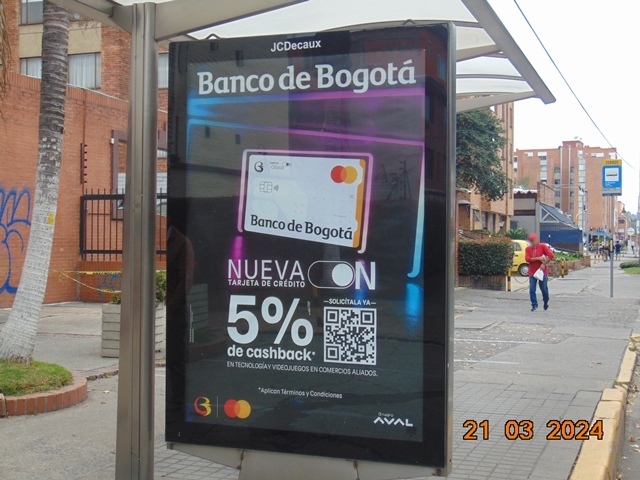 JCDecaux
Banco de Bogotá
Banco de Bogotá
NUEVA ON
TARJETA DE CRÉDITO
5%
de cashback*
SOLICÍTALA YA
EN TECNOLOGÍA Y VIDEOJUEGOS EN COMERCIOS ALIADOS.
*Aplican Términos y Condiciones
Grupo
AVAL
21 03 2024